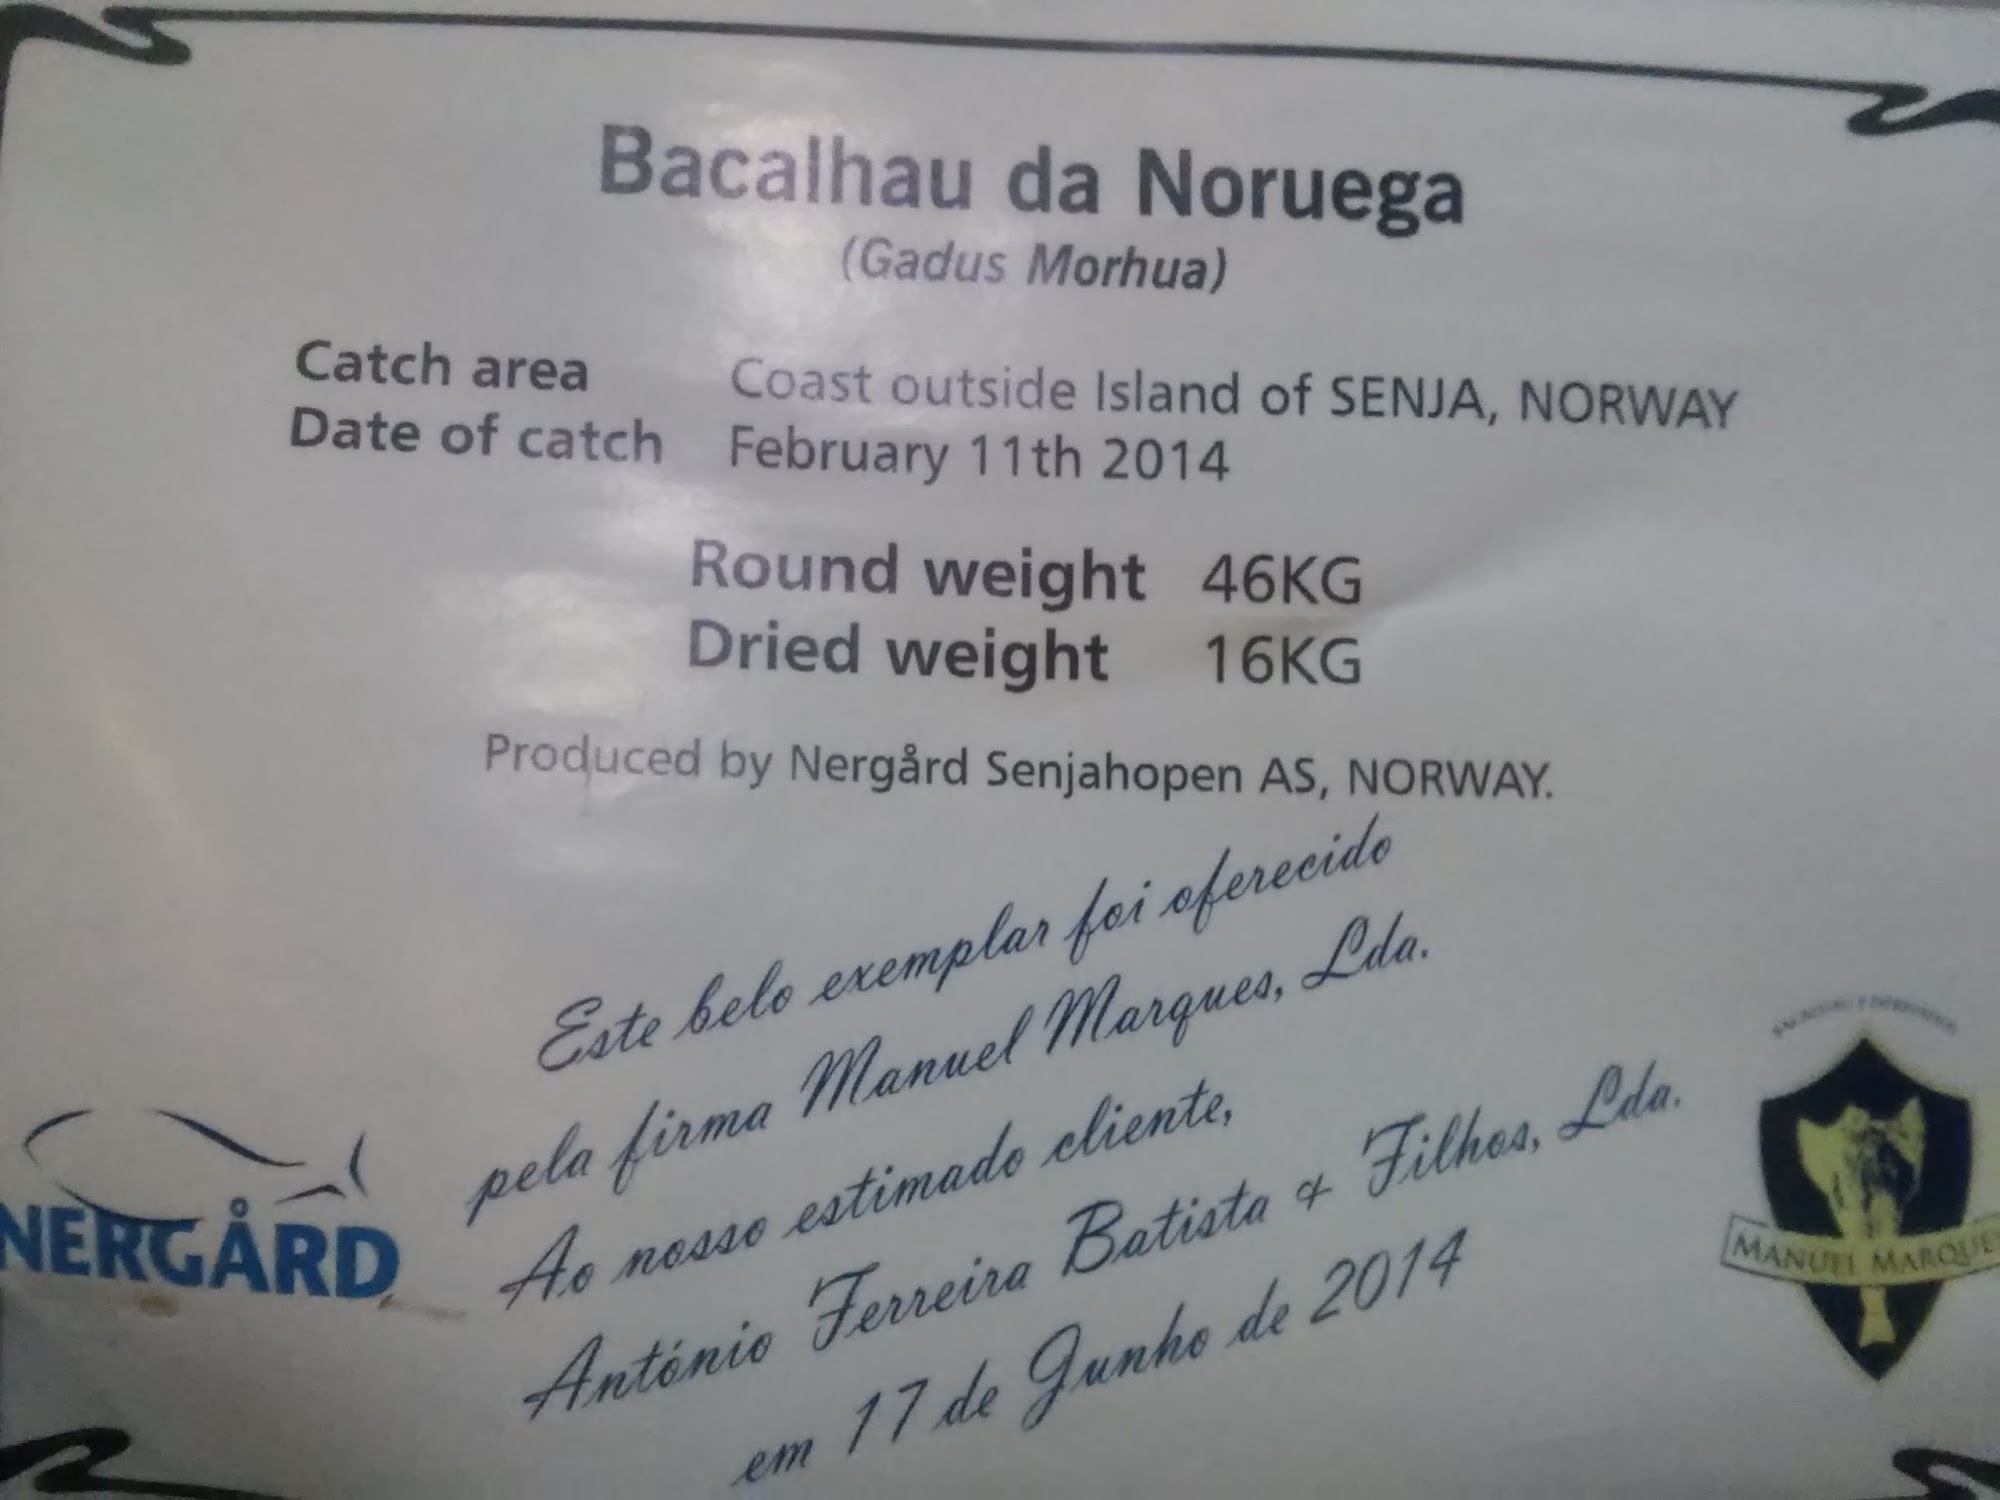 Bacalhau da Noruega
(Gadus Morhua)
Catch area Coast outside Island of SENJA, NORWAY
Date of catch February 11th 2014
Round weight 46KG
Dried weight 16KG
Produced by Nergård Senjahopen AS, NORWAY.
Este belo exemplar foi oferecido
pela firma Manuel Marques, Lda.
Ao nosso estimado cliente,
António Ferreira Batista & Filhos, Lda.
em 17 de Junho de 2014
NERGÅRD
MANUEL MARQUES